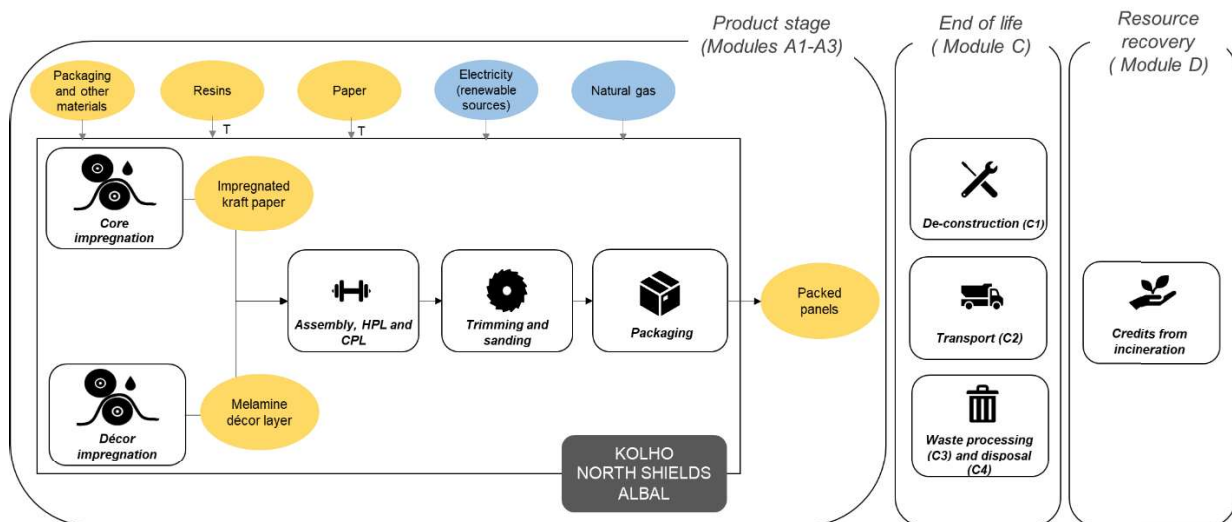 Product stage
(Modules A1-A3)
End of life
( Module C)
Resource
recovery
( Module D)
Packaging
and other
materials
Resins
Paper
Electricity
(renewable
sources)
Natural gas
T
T
Core
impregnation
Impregnated
kraft paper
Assembly, HPL and
CPL
Trimming and
sanding
Packaging
Packed
panels
Décor
impregnation
Melamine
décor layer
KOLHO
NORTH SHIELDS
ALBAL
De-construction (C1)
Transport (C2)
Waste processing
(C3) and disposal
(C4)
Credits from
incineration